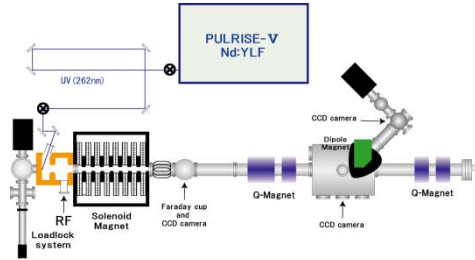 PULRISE-V
Nd:YLF
UV(262nm)
CCD camera
Dipole
Magnet
Q-Magnet
Q-Magnet
RF
Loadlock
system
Solenoid
Magnet
Faraday cup
and
CCD camera
CCD camera